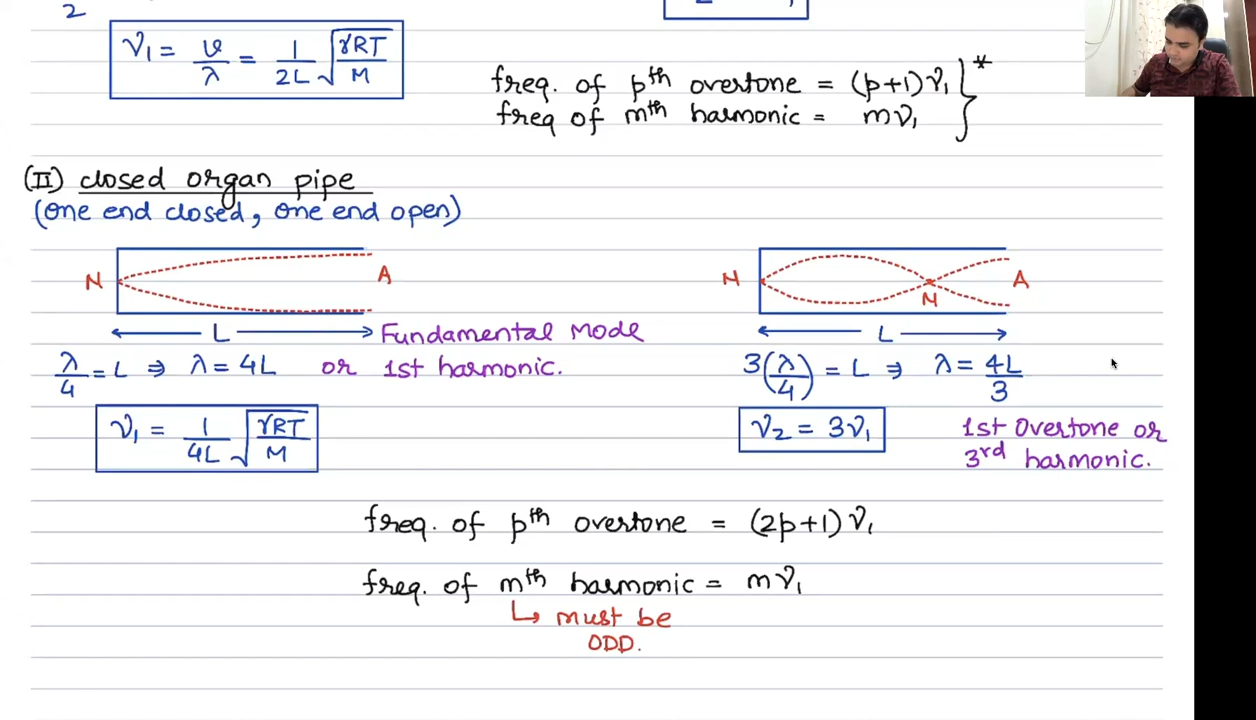 2
ν₁ = v/λ = 1/2L √(γRT/M)
freq. of pᵗʰ overtone = (p+1)ν₁ } *
freq of mᵗʰ harmonic = mν₁
(II) closed organ pipe
(One end closed, One end open)
N A
N N A
L
L
Fundamental Mode
or 1st harmonic.
λ/4 = L ⇒ λ = 4L
3(λ/4) = L ⇒ λ = 4L/3
ν₁ = 1/4L √(γRT/M)
ν₂ = 3ν₁
1st Overtone or
3ʳᵈ harmonic.
freq. of pᵗʰ overtone = (2p+1)ν₁
freq. of mᵗʰ harmonic = mν₁
↳ must be
ODD.